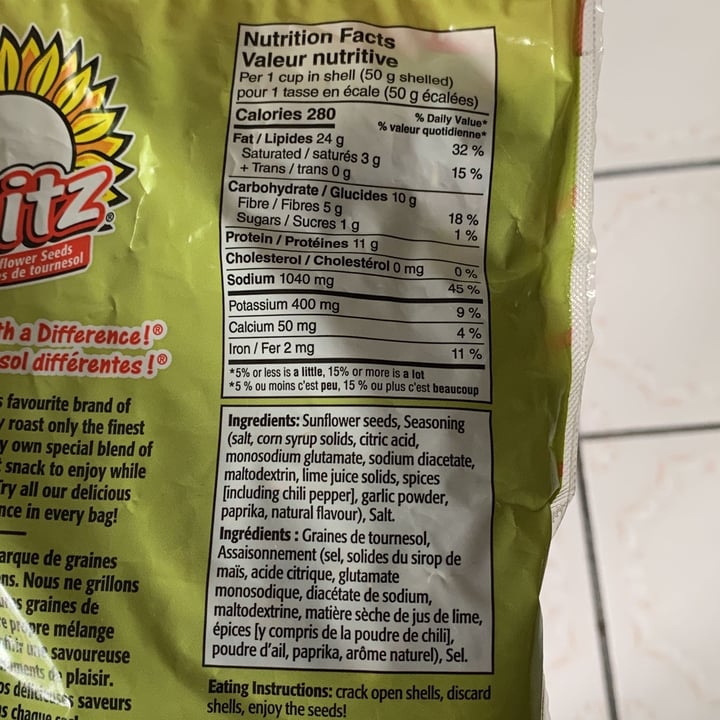 itz®
flower Seeds
s de tournesol
th a Difference!®
sol différentes !®
s favourite brand of
y roast only the finest
y own special blend of
snack to enjoy while
Try all our delicious
nce in every bag!
arque de graines
ns. Nous ne grillons
graines de
propre mélange
savoureuse
plaisir.
os délicieuses saveurs
s chaque
Nutrition Facts
Valeur nutritive
Per 1 cup in shell (50 g shelled)
pour 1 tasse en écale (50 g écalées)
Calories 280
% Daily Value*
% valeur quotidienne*
Fat / Lipides 24 g 32 %
Saturated / saturés 3 g
+ Trans / trans 0 g 15 %
Carbohydrate / Glucides 10 g
Fibre / Fibres 5 g 18 %
Sugars / Sucres 1 g 1 %
Protein / Protéines 11 g
Cholesterol / Cholestérol 0 mg 0 %
Sodium 1040 mg 45 %
Potassium 400 mg 9 %
Calcium 50 mg 4 %
Iron / Fer 2 mg 11 %
*5% or less is a little, 15% or more is a lot
*5 % ou moins c'est peu, 15 % ou plus c'est beaucoup
Ingredients: Sunflower seeds, Seasoning
(salt, corn syrup solids, citric acid,
monosodium glutamate, sodium diacetate,
maltodextrin, lime juice solids, spices
[including chili pepper], garlic powder,
paprika, natural flavour), Salt.
Ingrédients : Graines de tournesol,
Assaisonnement (sel, solides du sirop de
maïs, acide citrique, glutamate
monosodique, diacétate de sodium,
maltodextrine, matière sèche de jus de lime,
épices [y compris de la poudre de chili],
poudre d'ail, paprika, arôme naturel), Sel.
Eating Instructions: crack open shells, discard
shells, enjoy the seeds!